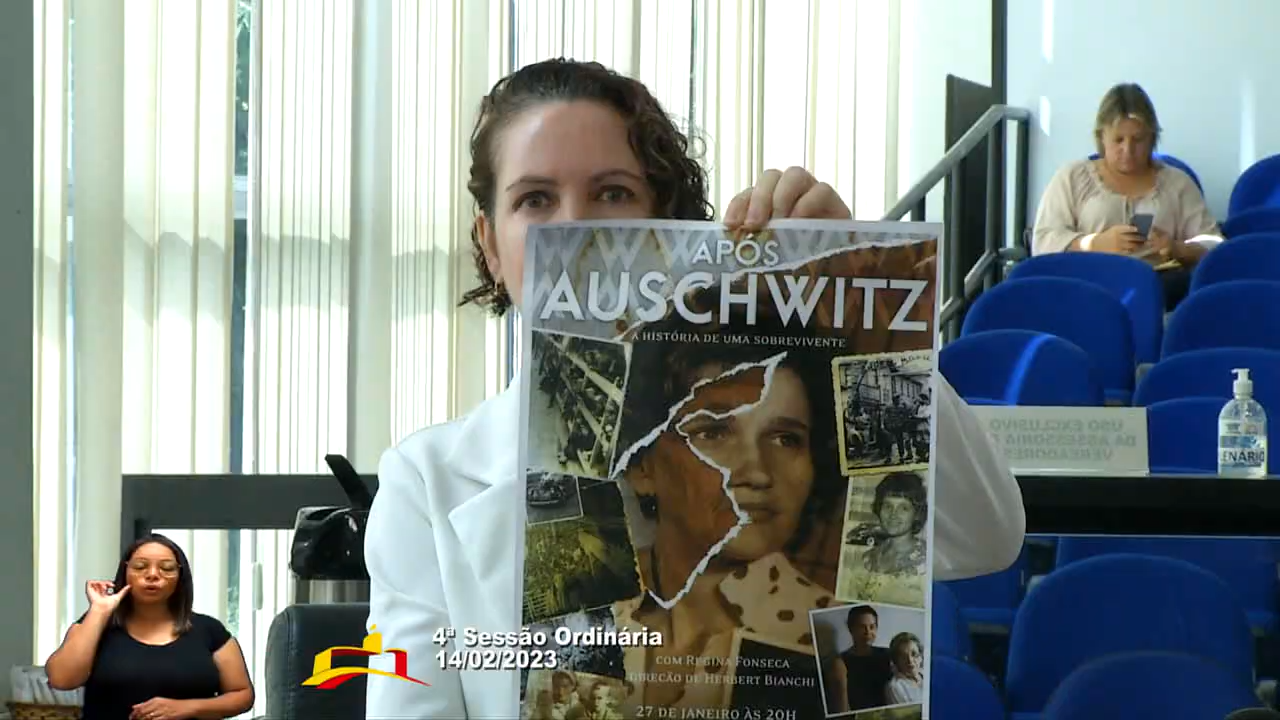 APÓS
AUSCHWITZ
A HISTÓRIA DE UMA SOBREVIVENTE
USO EXCLUSIVO
DA ASSESSORIA
VEREADORES
PLENÁRIO
4ª Sessão Ordinária
14/02/2023
COM REGINA FONSECA
DIREÇÃO DE HERBERT BIANCHI
27 DE JANEIRO ÀS 20H